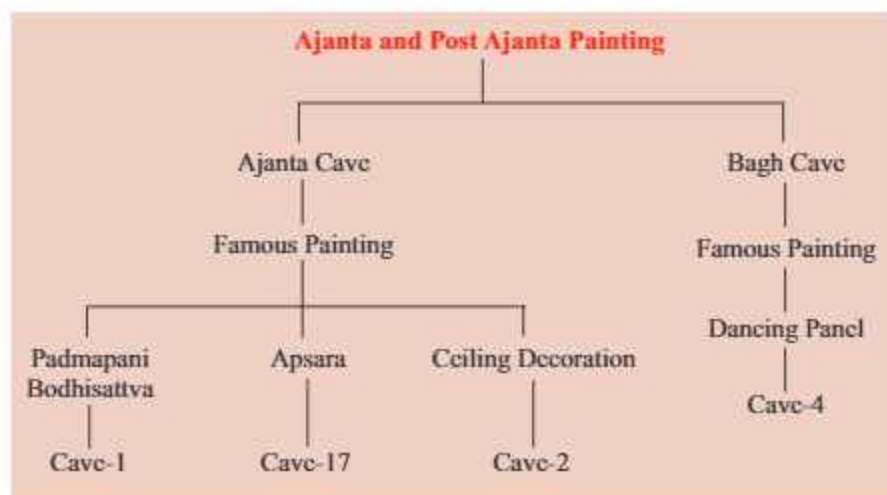 Ajanta and Post Ajanta Painting
Ajanta Cave
Bagh Cave
Famous Painting
Famous Painting
Padmapani
Bodhisattva
Apsara
Ceiling Decoration
Dancing Panel
Cave-1
Cave-17
Cave-2
Cave-4